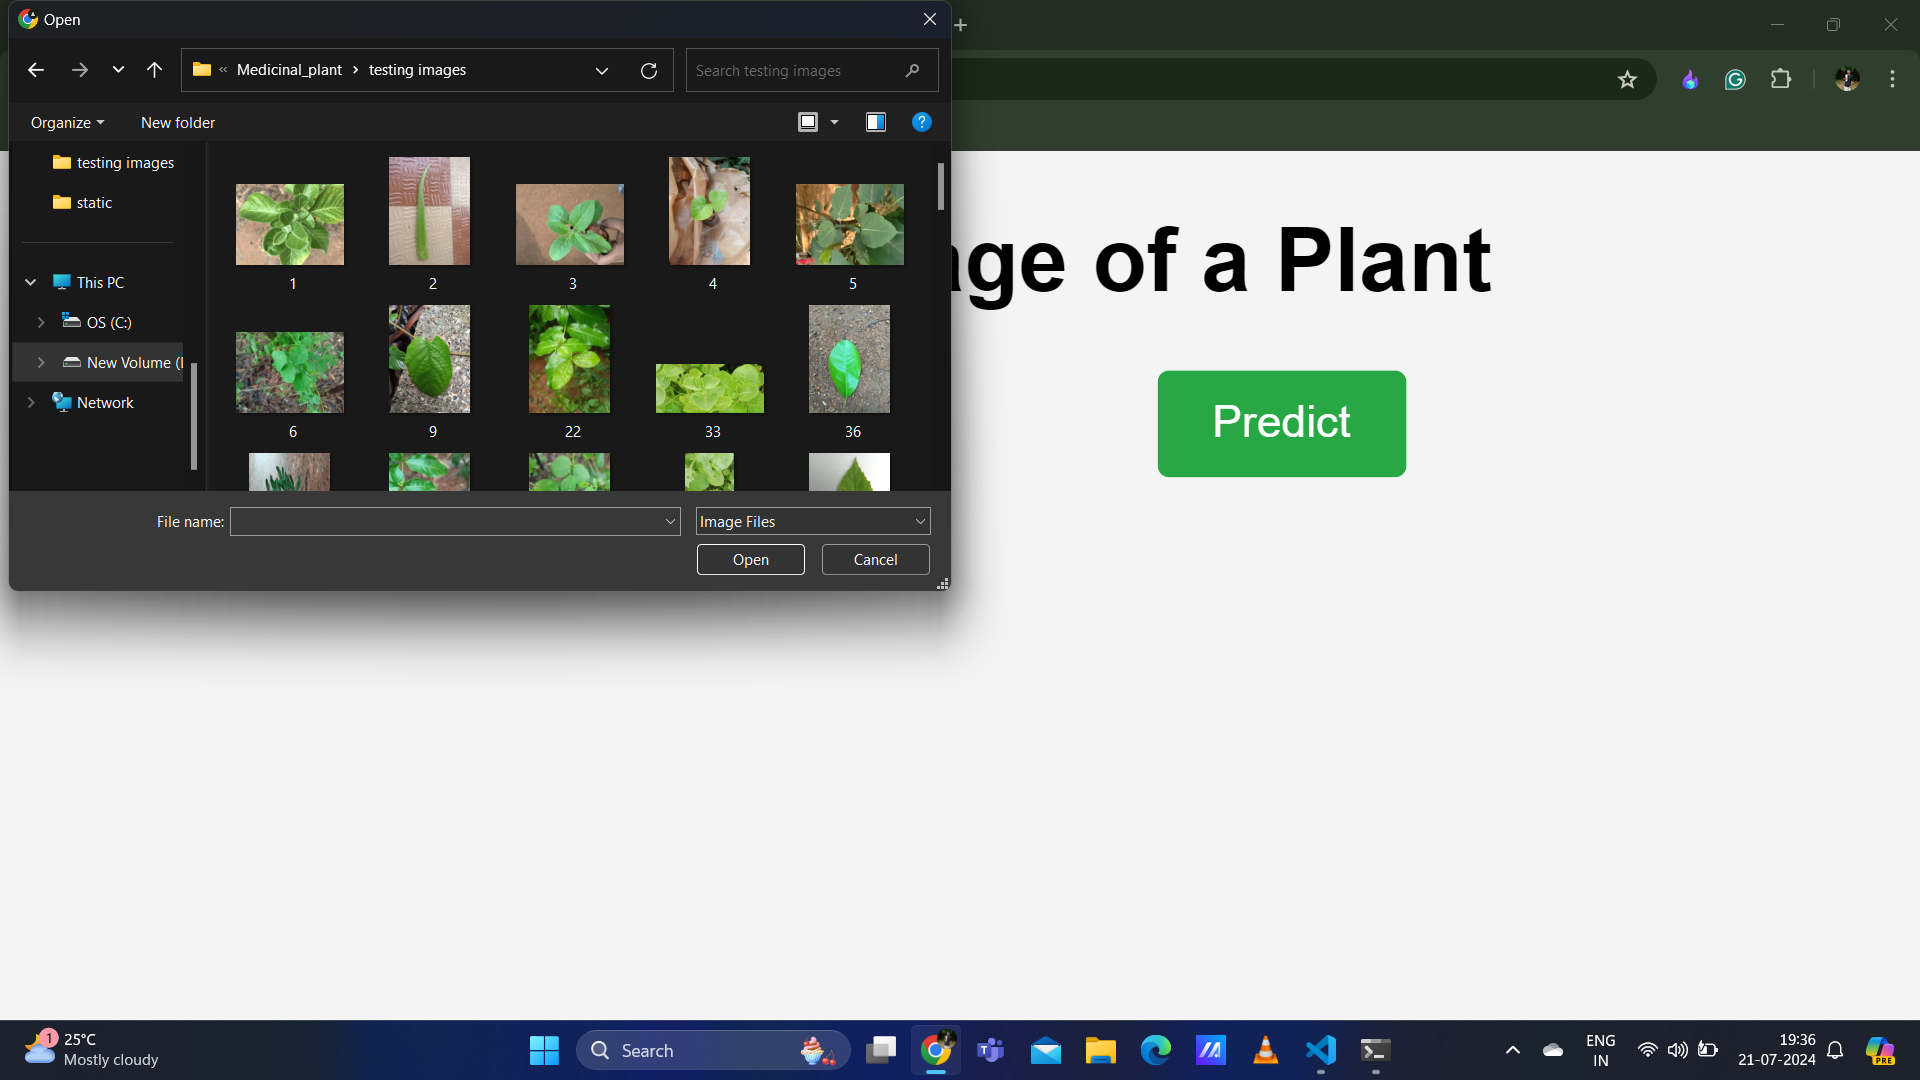 Open
Medicinal_plant
testing images
Search testing images
Organize
New folder
testing images
static
This PC
OS (C:)
New Volume (
Network
1
2
3
4
5
6
9
22
33
36
File name:
Image Files
Open
Cancel
age of a Plant
Predict
1
25°C
Mostly cloudy
Search
ENG
IN
19:36
21-07-2024
PRE